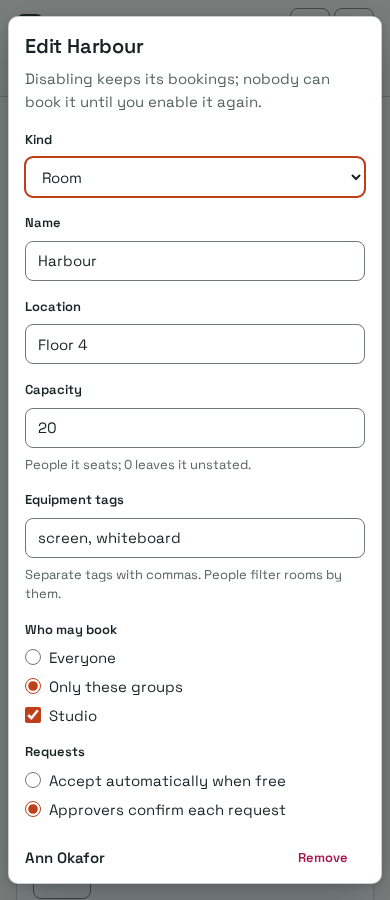 Edit Harbour
Disabling keeps its bookings; nobody can
book it until you enable it again.
Kind
Room
Name
Harbour
Location
Floor 4
Capacity
20
People it seats; 0 leaves it unstated.
Equipment tags
screen, whiteboard
Separate tags with commas. People filter rooms by
them.
Who may book
Everyone
Only these groups
Studio
Requests
Accept automatically when free
Approvers confirm each request
Ann Okafor Remove